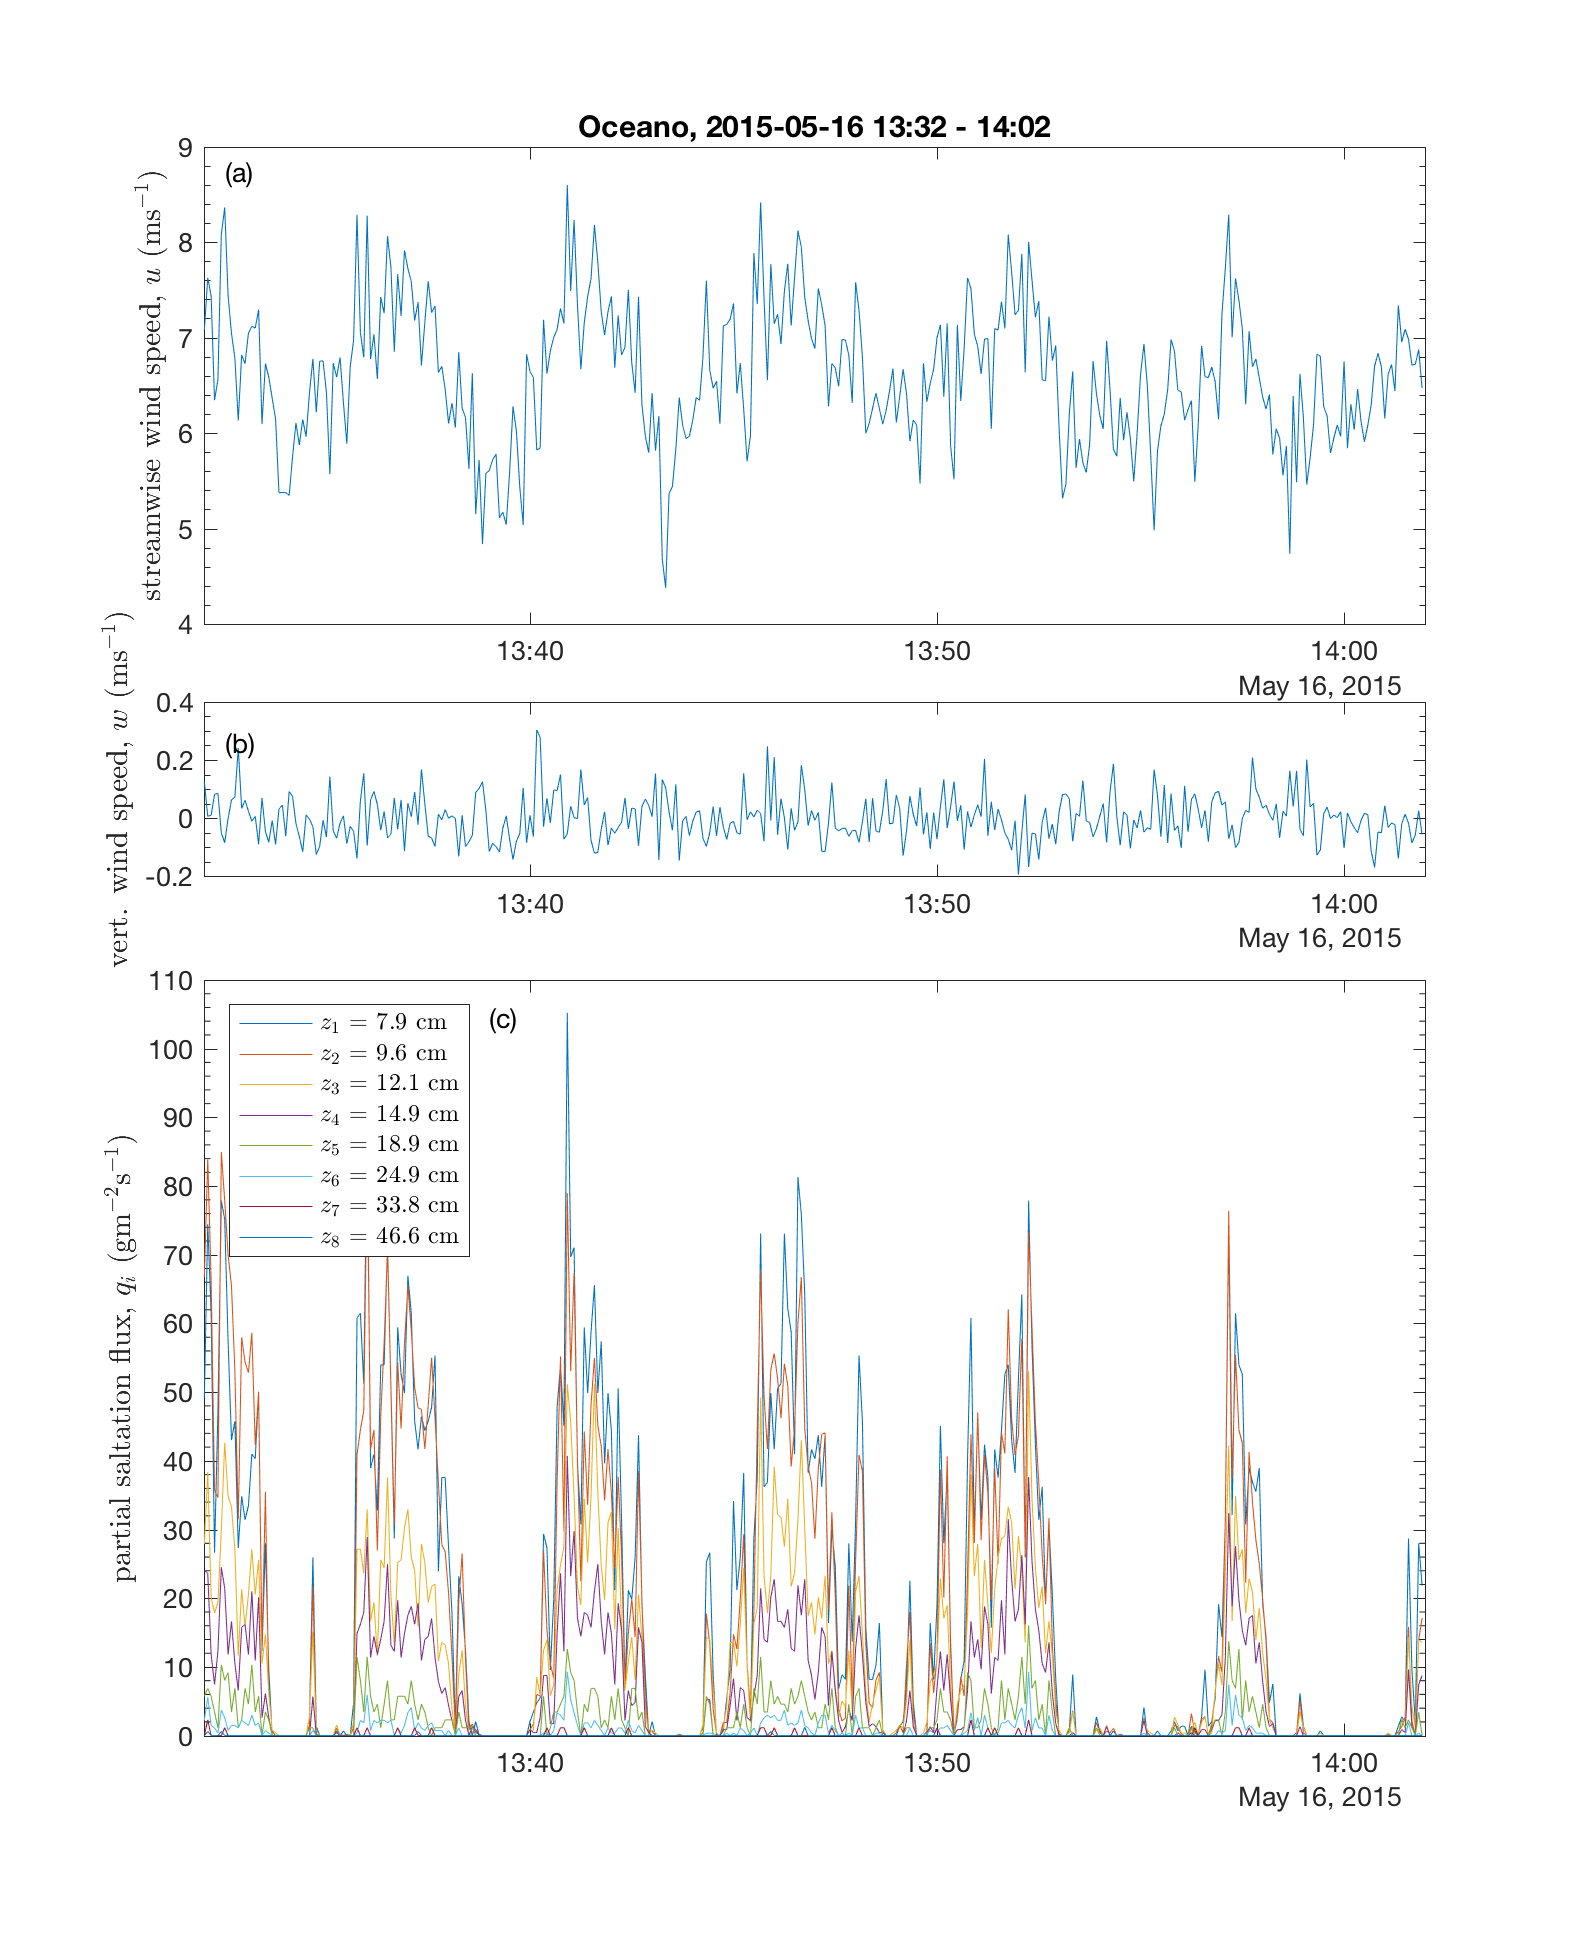 Oceano, 2015-05-16 13:32 - 14:02
(a)
streamwise wind speed, u (ms−1)
9
8
7
6
5
4
13:40 13:50 14:00
May 16, 2015
(b)
vert. wind speed, w (ms−1)
0.4
0.2
0
-0.2
13:40 13:50 14:00
May 16, 2015
(c)
partial saltation flux, qi (gm−2s−1)
110
100
90
80
70
60
50
40
30
20
10
0
z1 = 7.9 cm
z2 = 9.6 cm
z3 = 12.1 cm
z4 = 14.9 cm
z5 = 18.9 cm
z6 = 24.9 cm
z7 = 33.8 cm
z8 = 46.6 cm
13:40 13:50 14:00
May 16, 2015